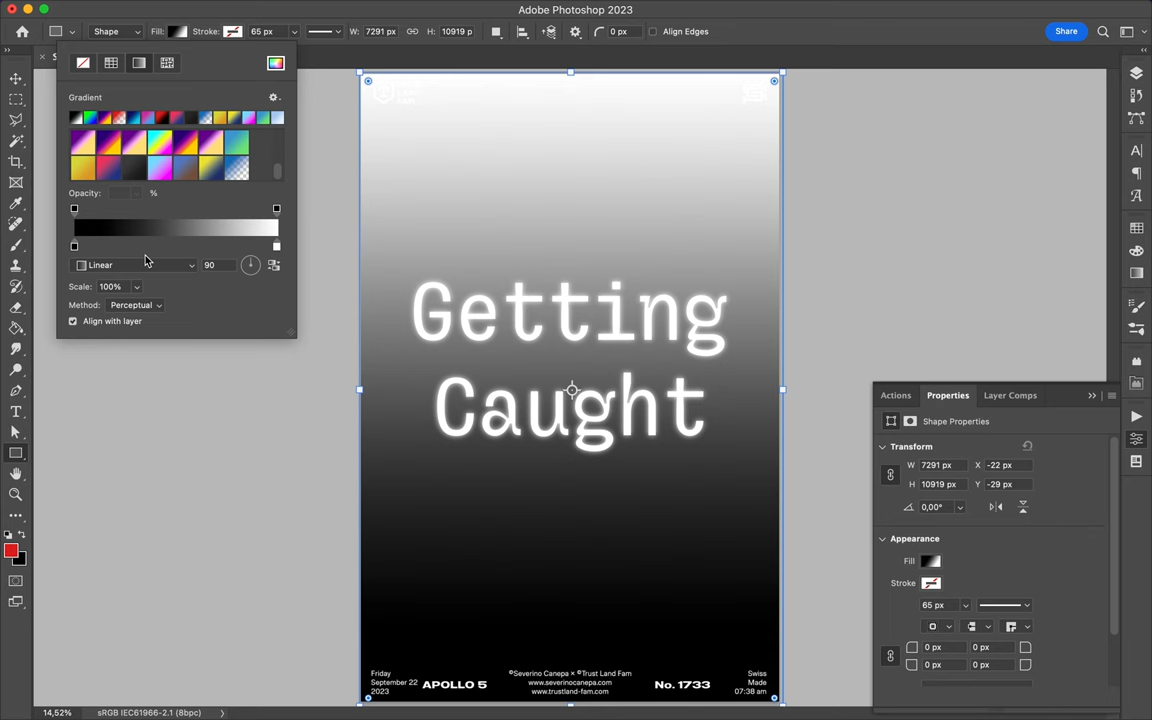 Adobe Photoshop 2023
Shape Fill: Stroke: 65 px W: 7291 px H: 10919 p 0 px Align Edges Share
Gradient
Opacity: %
Linear 90
Scale: 100%
Method: Perceptual
Align with layer
FAM.
Getting
Caught
Friday
September 22
2023
APOLLO 5
©Severino Canepa × ©Trust Land Fam
www.severinocanepa.com
www.trustland-fam.com
No. 1733
Swiss
Made
07:38 am
Actions Properties Layer Comps
Shape Properties
Transform
W 7291 px X -22 px
H 10919 px Y -29 px
0,00°
Appearance
Fill
Stroke
65 px
0 px 0 px
0 px 0 px
14,52% sRGB IEC61966-2.1 (8bpc)